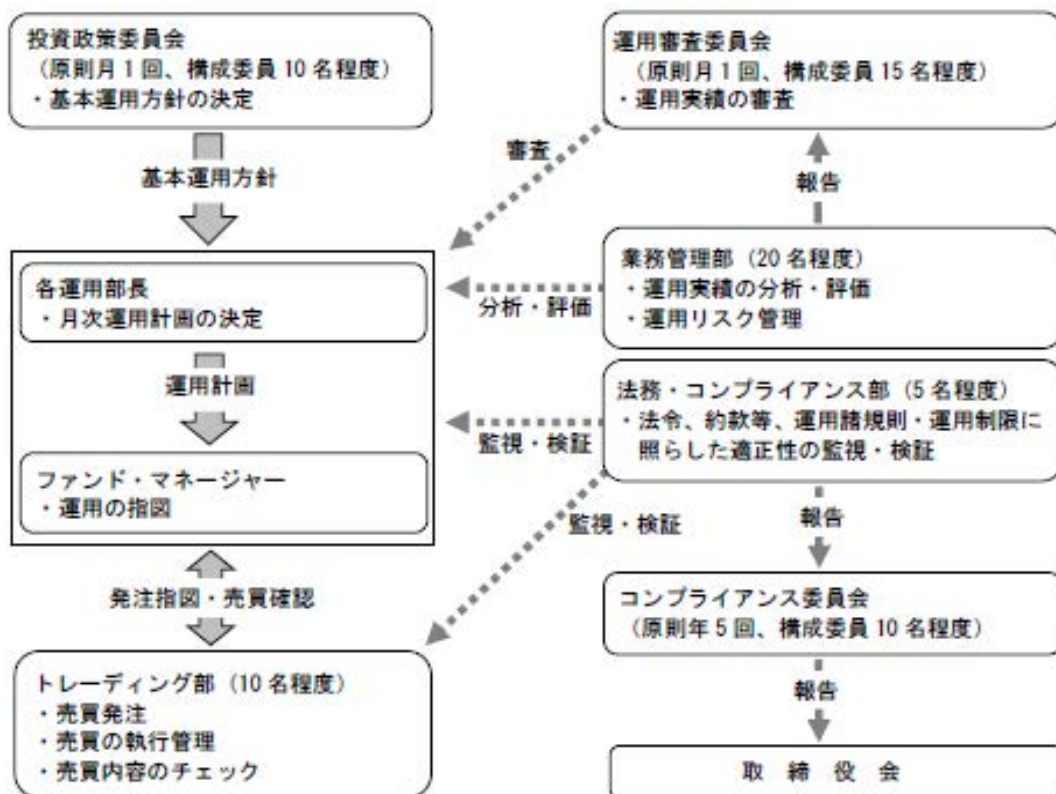 投資政策委員会
（原則月1回、構成委員10名程度）
・基本運用方針の決定
基本運用方針
各運用部長
・月次運用計画の決定
運用計画
ファンド・マネージャー
・運用の指図
発注指図・売買確認
トレーディング部（10名程度）
・売買発注
・売買の執行管理
・売買内容のチェック
運用審査委員会
（原則月1回、構成委員15名程度）
・運用実績の審査
審査
報告
業務管理部（20名程度）
・運用実績の分析・評価
・運用リスク管理
分析・評価
法務・コンプライアンス部（5名程度）
・法令、約款等、運用諸規則・運用制限に
照らした適正性の監視・検証
監視・検証
監視・検証
報告
コンプライアンス委員会
（原則年5回、構成委員10名程度）
報告
取締役会